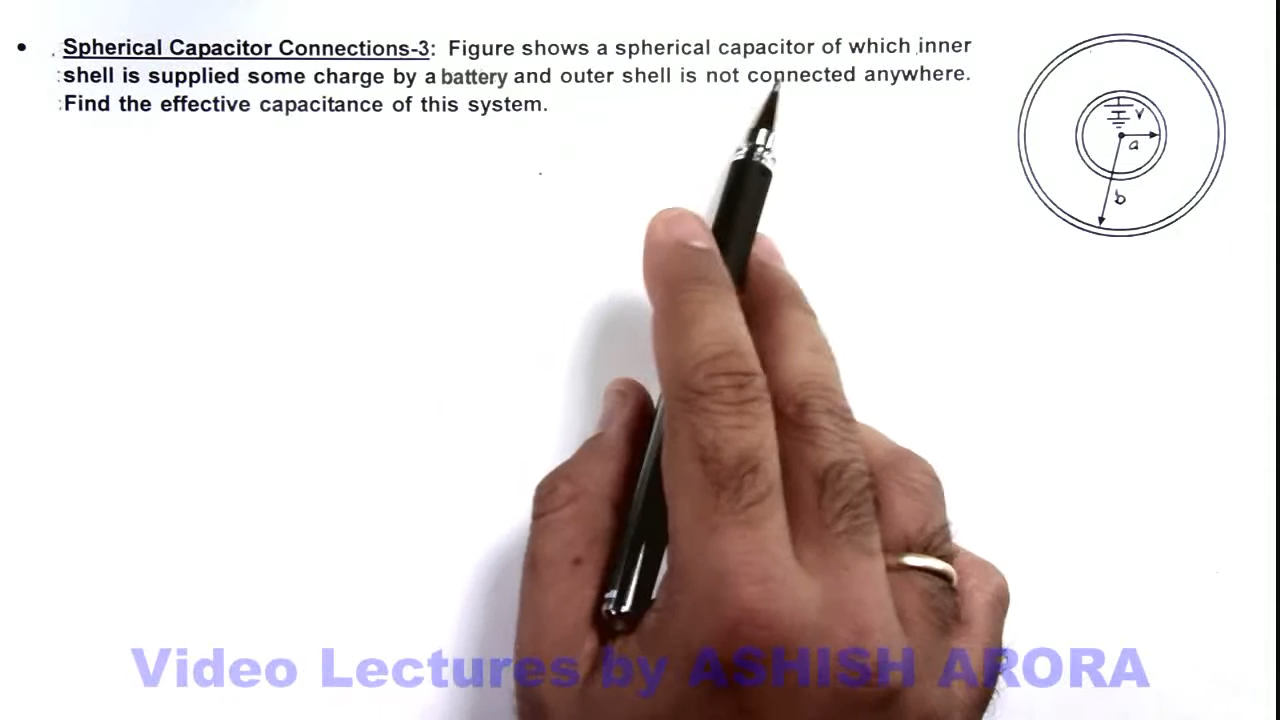 • Spherical Capacitor Connections-3: Figure shows a spherical capacitor of which inner
shell is supplied some charge by a battery and outer shell is not connected anywhere.
Find the effective capacitance of this system.
V
a
b
Video Lectures by ASHISH ARORA